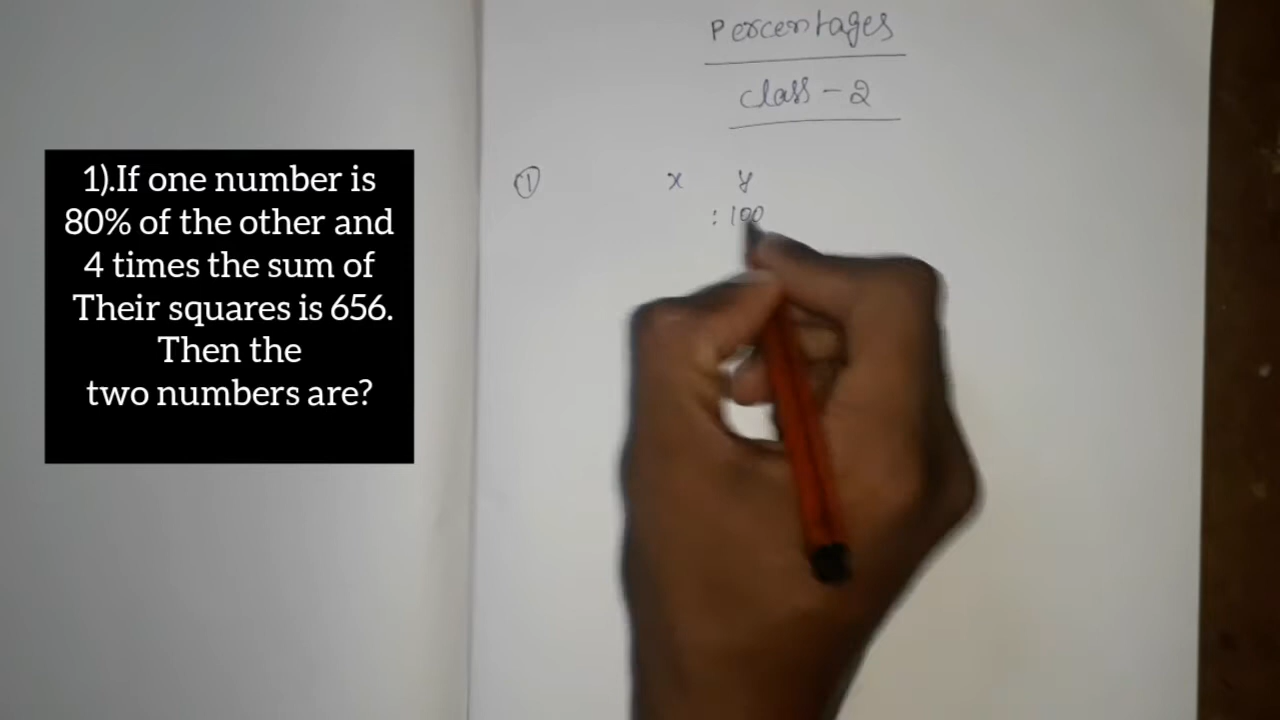 Percentages
class - 2
1).If one number is
80% of the other and
4 times the sum of
Their squares is 656.
Then the
two numbers are?
① x y
: 100